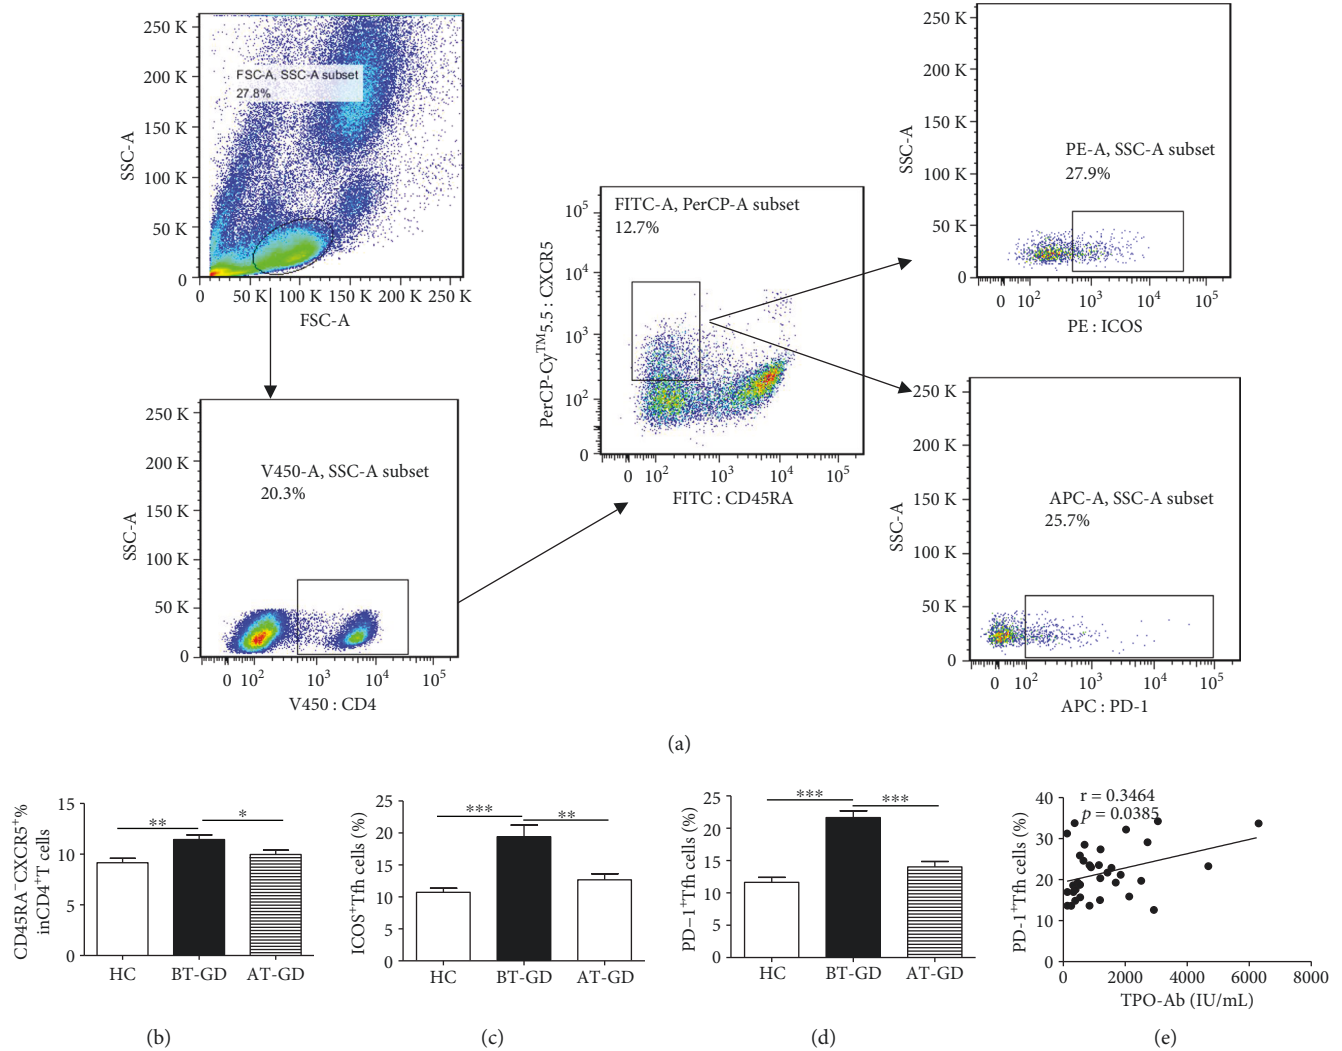 250 K
200 K
150 K
100 K
50 K
0
SSC-A
FSC-A, SSC-A subset
27.8%
0 50 K 100 K 150 K 200 K 250 K
FSC-A
250 K
200 K
150 K
100 K
50 K
0
SSC-A
V450-A, SSC-A subset
20.3%
0 10² 10³ 10⁴ 10⁵
V450 : CD4
10⁵
10⁴
10³
10²
0
PerCP-Cy™5.5 : CXCR5
FITC-A, PerCP-A subset
12.7%
0 10² 10³ 10⁴ 10⁵
FITC : CD45RA
250 K
200 K
150 K
100 K
50 K
0
SSC-A
PE-A, SSC-A subset
27.9%
0 10² 10³ 10⁴ 10⁵
PE : ICOS
250 K
200 K
150 K
100 K
50 K
0
SSC-A
APC-A, SSC-A subset
25.7%
0 10² 10³ 10⁴ 10⁵
APC : PD-1
(a)
CD45RA⁻CXCR5⁺%
inCD4⁺T cells
15
10
5
0
** *
HC BT-GD AT-GD
(b)
ICOS⁺Tfh cells (%)
25
20
15
10
5
0
*** **
HC BT-GD AT-GD
(c)
PD−1⁺Tfh cells (%)
25
20
15
10
5
0
*** ***
HC BT-GD AT-GD
(d)
PD-1⁺Tfh cells (%)
40
30
20
10
0
r = 0.3464
p = 0.0385
0 2000 4000 6000 8000
TPO-Ab (IU/mL)
(e)